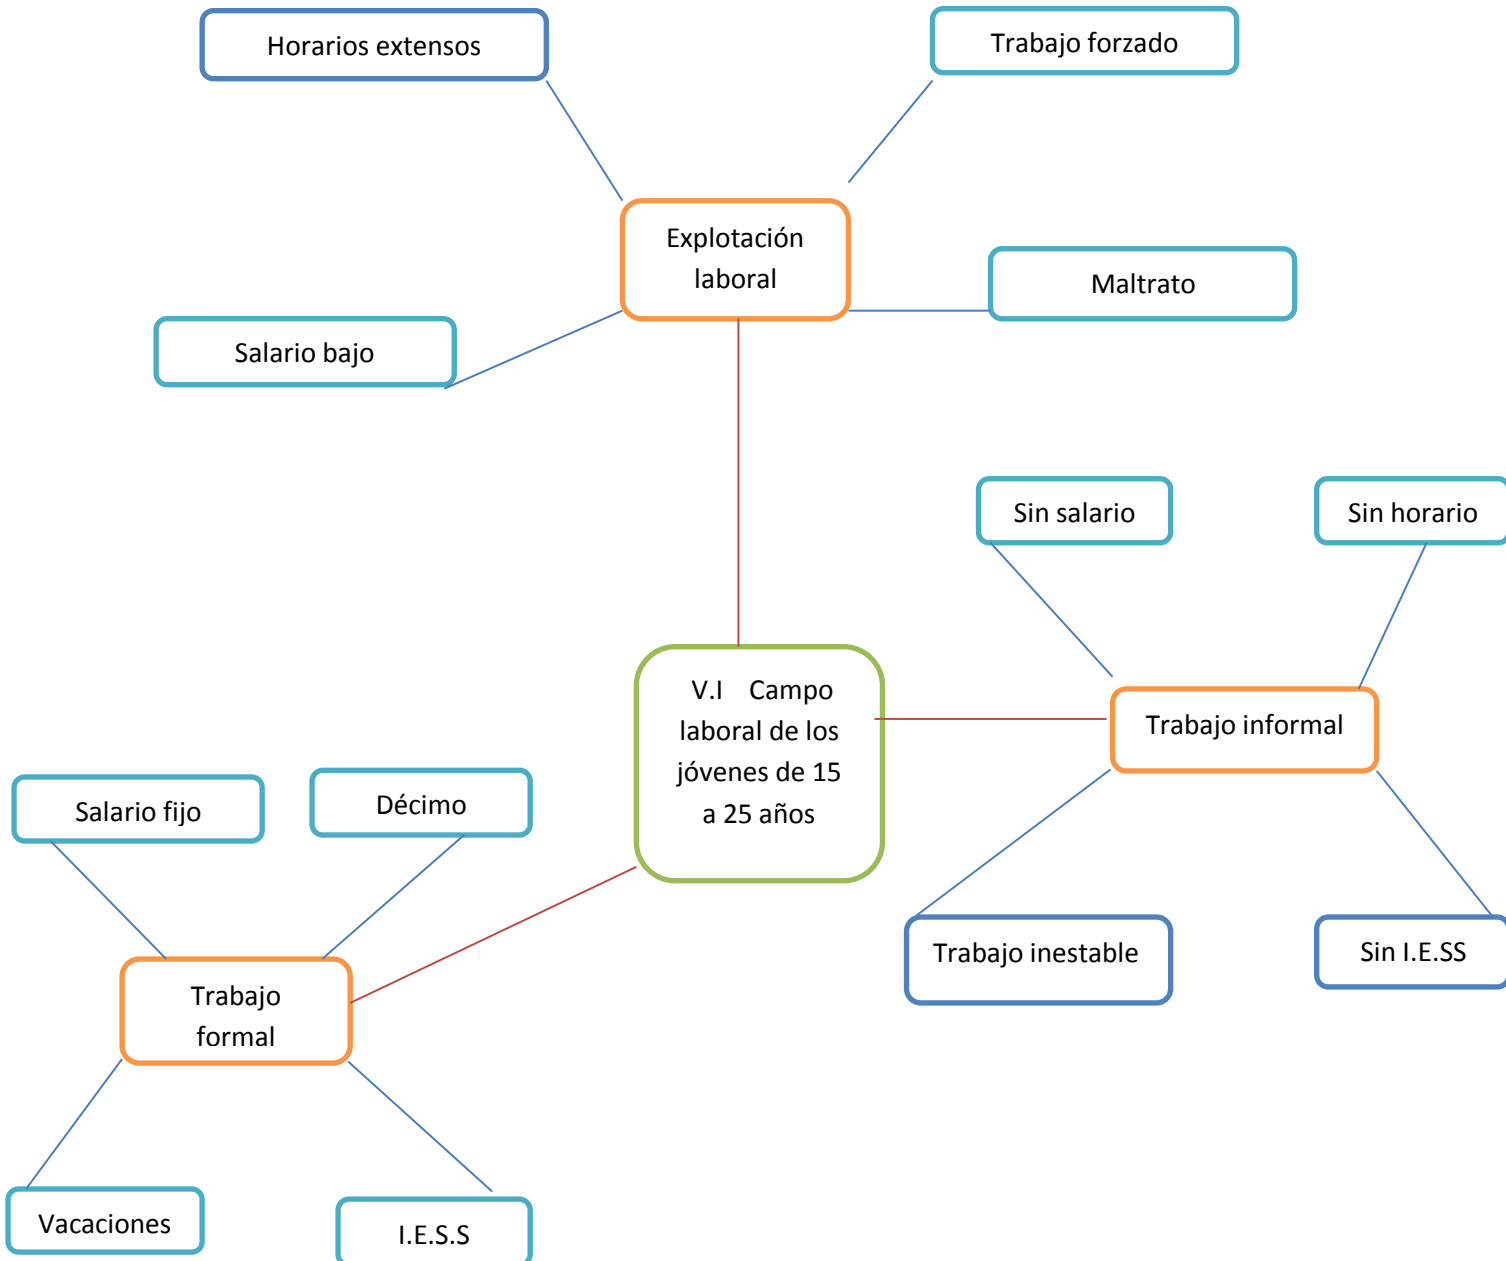 Horarios extensos
Trabajo forzado
Explotación
laboral
Maltrato
Salario bajo
Sin salario
Sin horario
V.I Campo
laboral de los
jóvenes de 15
a 25 años
Trabajo informal
Salario fijo
Décimo
Trabajo inestable
Sin I.E.SS
Trabajo
formal
Vacaciones
I.E.S.S